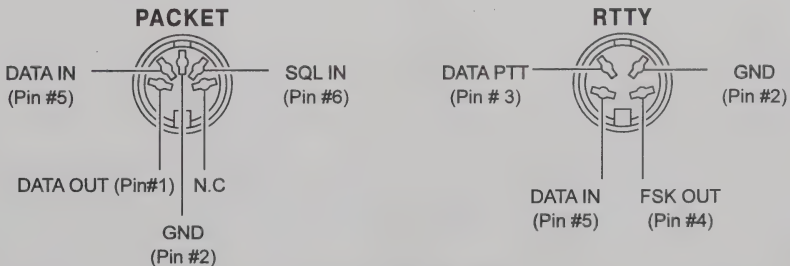 PACKET
DATA IN
(Pin #5)
SQL IN
(Pin #6)
DATA OUT (Pin#1)
N.C
GND
(Pin #2)
RTTY
DATA PTT
(Pin # 3)
GND
(Pin #2)
DATA IN
(Pin #5)
FSK OUT
(Pin #4)